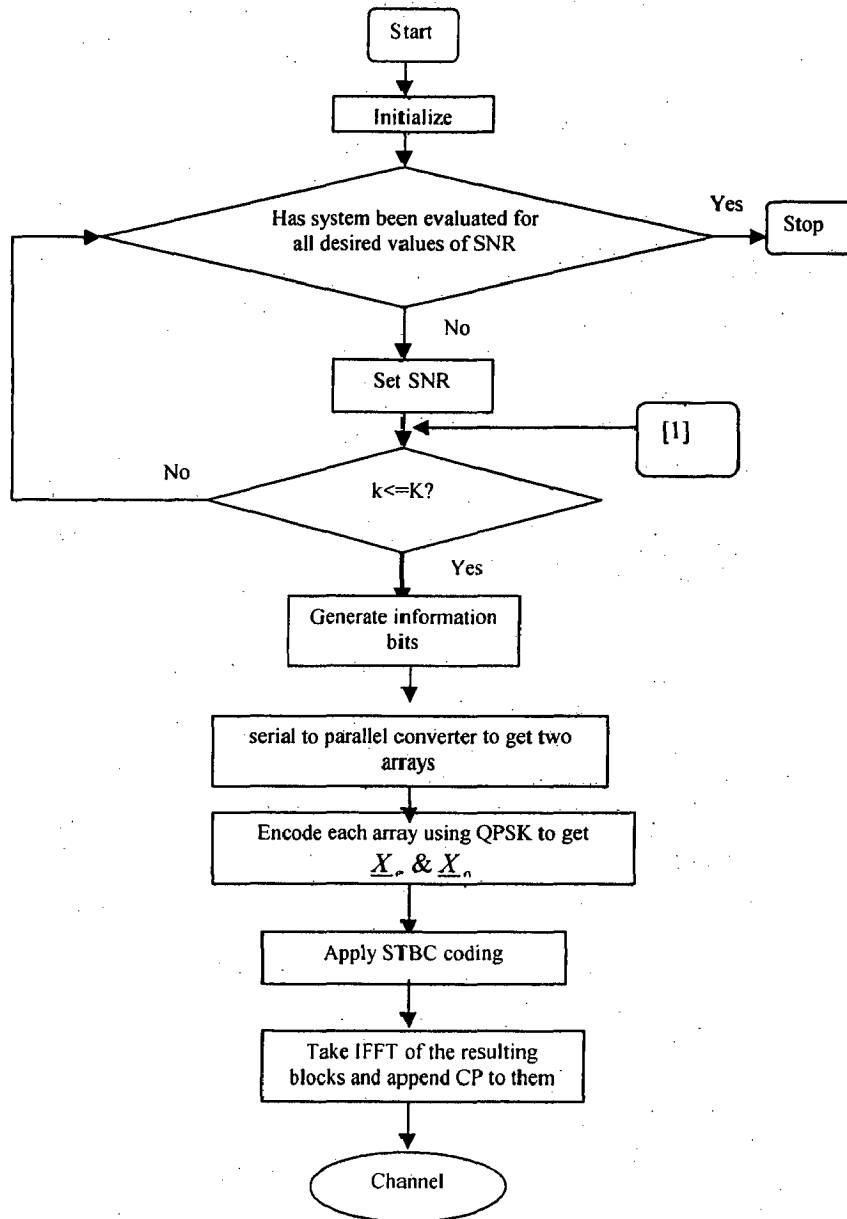 Start
Initialize
Has system been evaluated for
all desired values of SNR
Yes
Stop
No
Set SNR
[1]
No
k<=K?
Yes
Generate information
bits
serial to parallel converter to get two
arrays
Encode each array using QPSK to get
X & X
Apply STBC coding
Take IFFT of the resulting
blocks and append CP to them
Channel